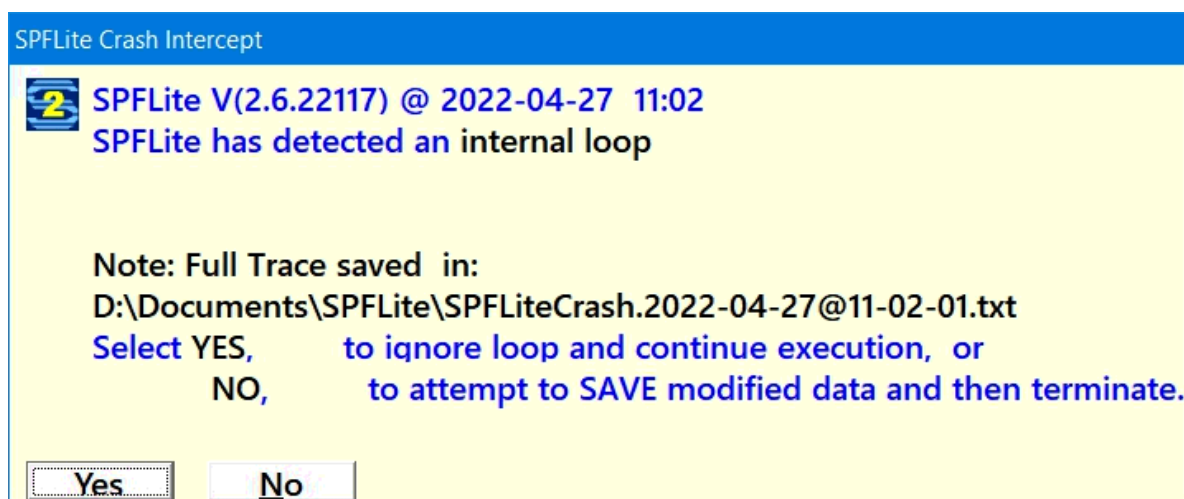 SPFLite Crash Intercept
2
SPFLite V(2.6.22117) @ 2022-04-27 11:02
SPFLite has detected an internal loop
Note: Full Trace saved in:
D:\Documents\SPFLite\SPFLiteCrash.2022-04-27@11-02-01.txt
Select YES, to ignore loop and continue execution, or
NO, to attempt to SAVE modified data and then terminate.
Yes No